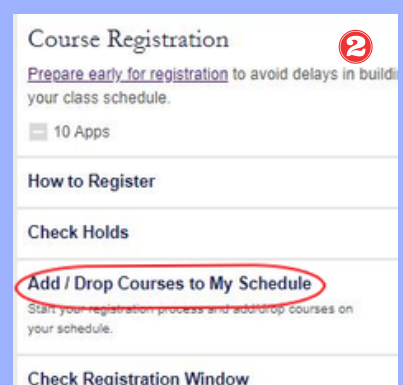 Course Registration
2
Prepare early for registration to avoid delays in buildi
your class schedule.
10 Apps
How to Register
Check Holds
Add / Drop Courses to My Schedule
Start your registration process and add/drop courses on
your schedule.
Check Registration Window